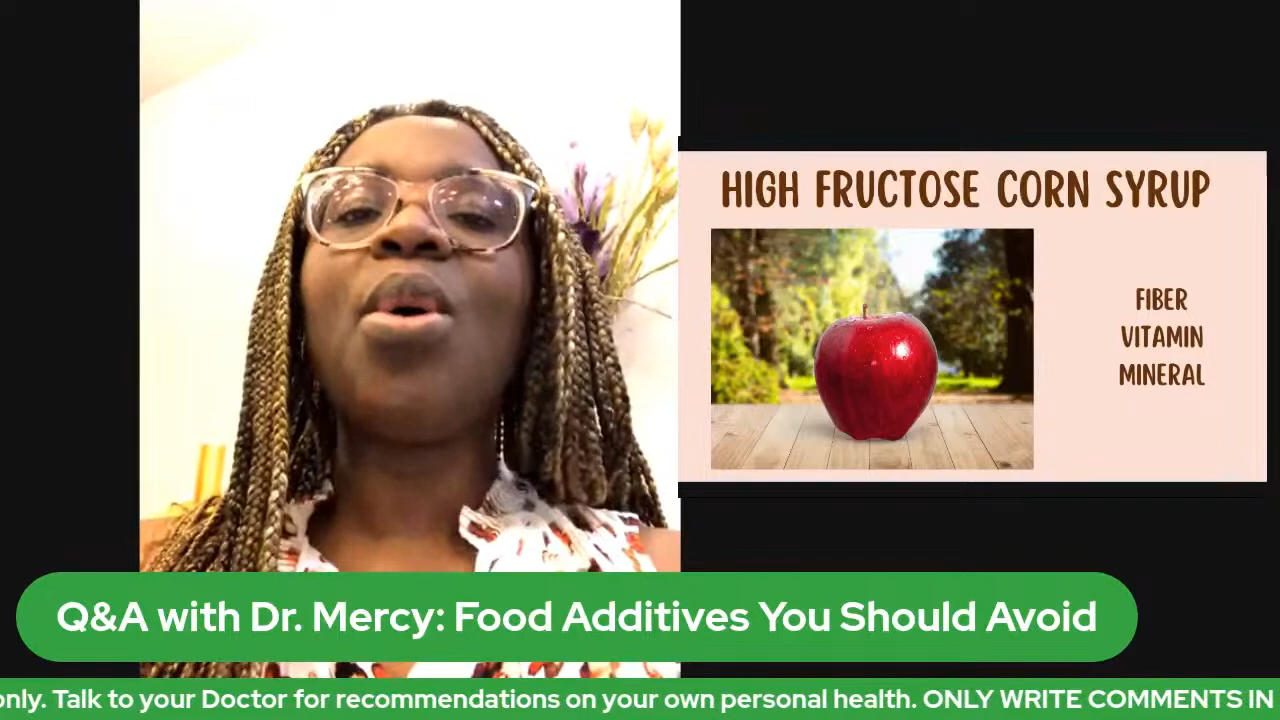 HIGH FRUCTOSE CORN SYRUP
FIBER
VITAMIN
MINERAL
Q&A with Dr. Mercy: Food Additives You Should Avoid
only. Talk to your Doctor for recommendations on your own personal health. ONLY WRITE COMMENTS IN